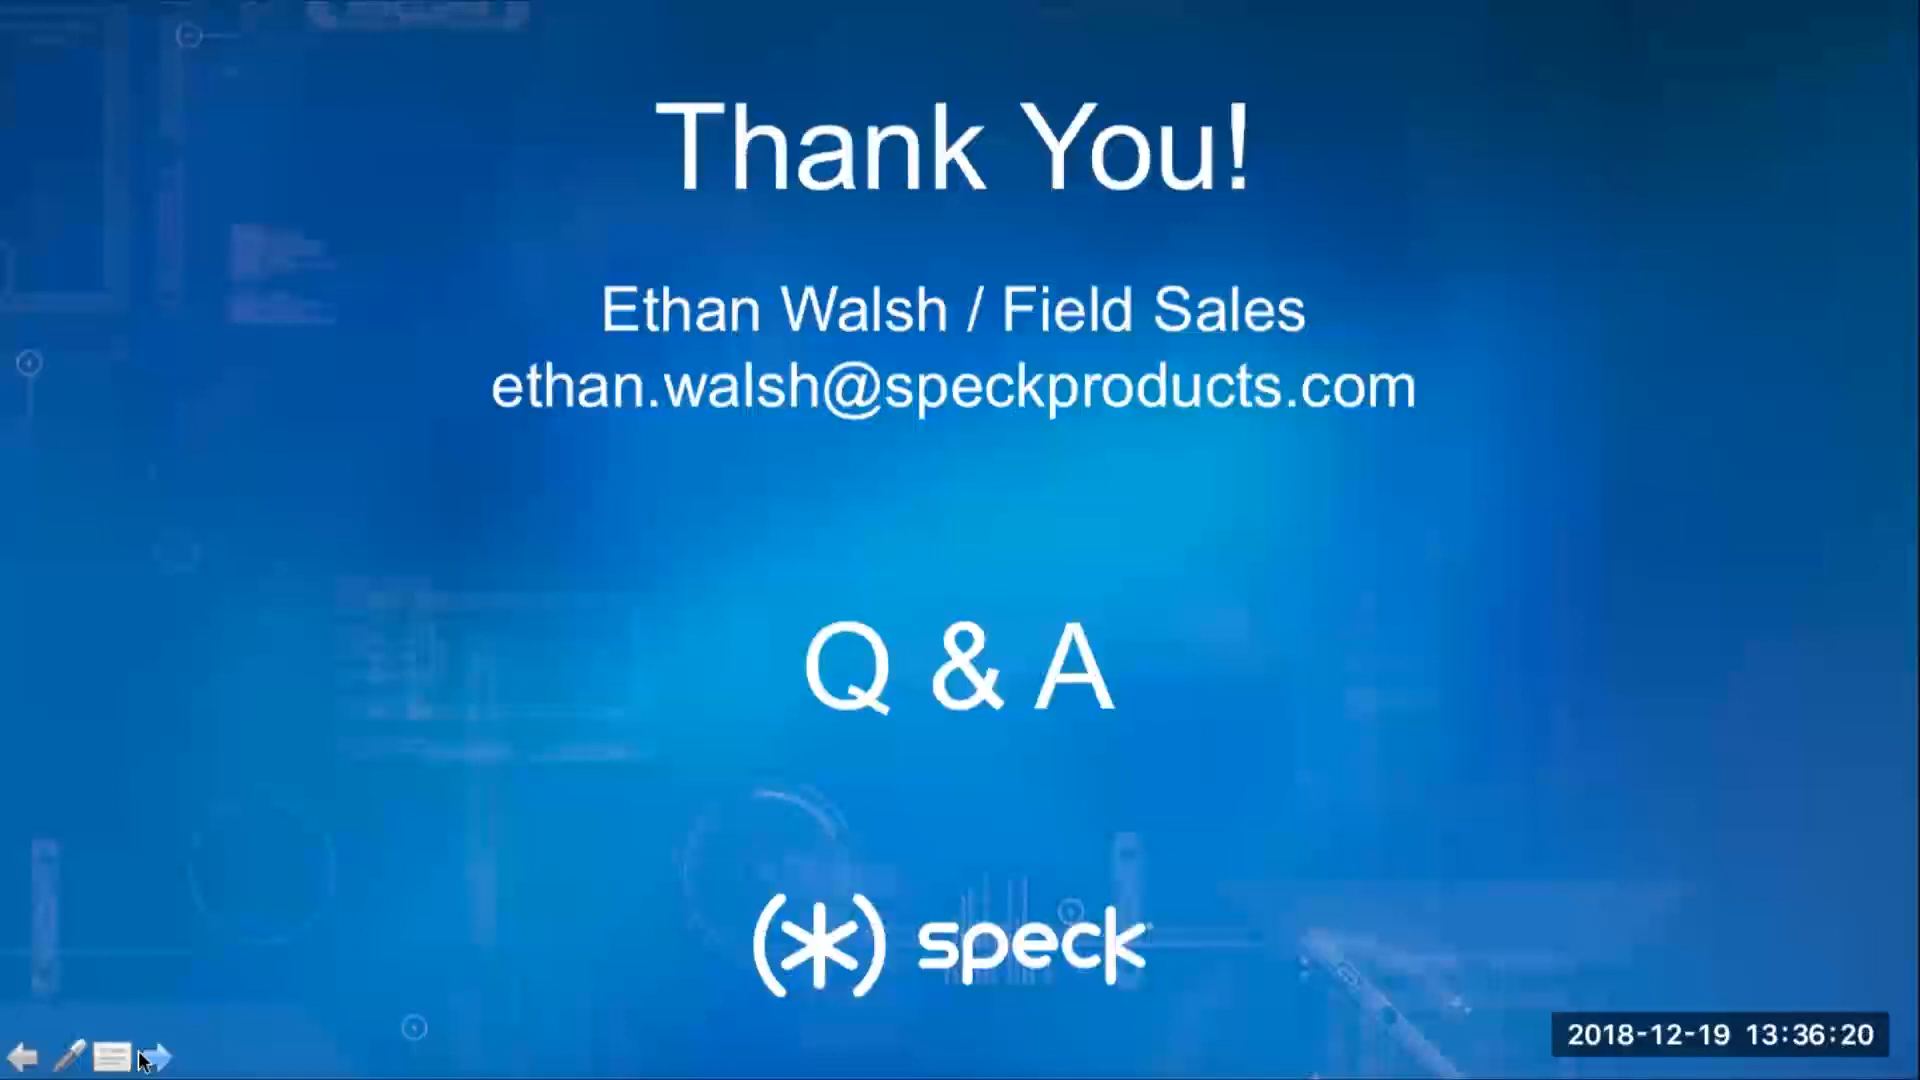 Thank You!
Ethan Walsh / Field Sales
ethan.walsh@speckproducts.com
Q & A
(*) speck
2018-12-19 13:36:20